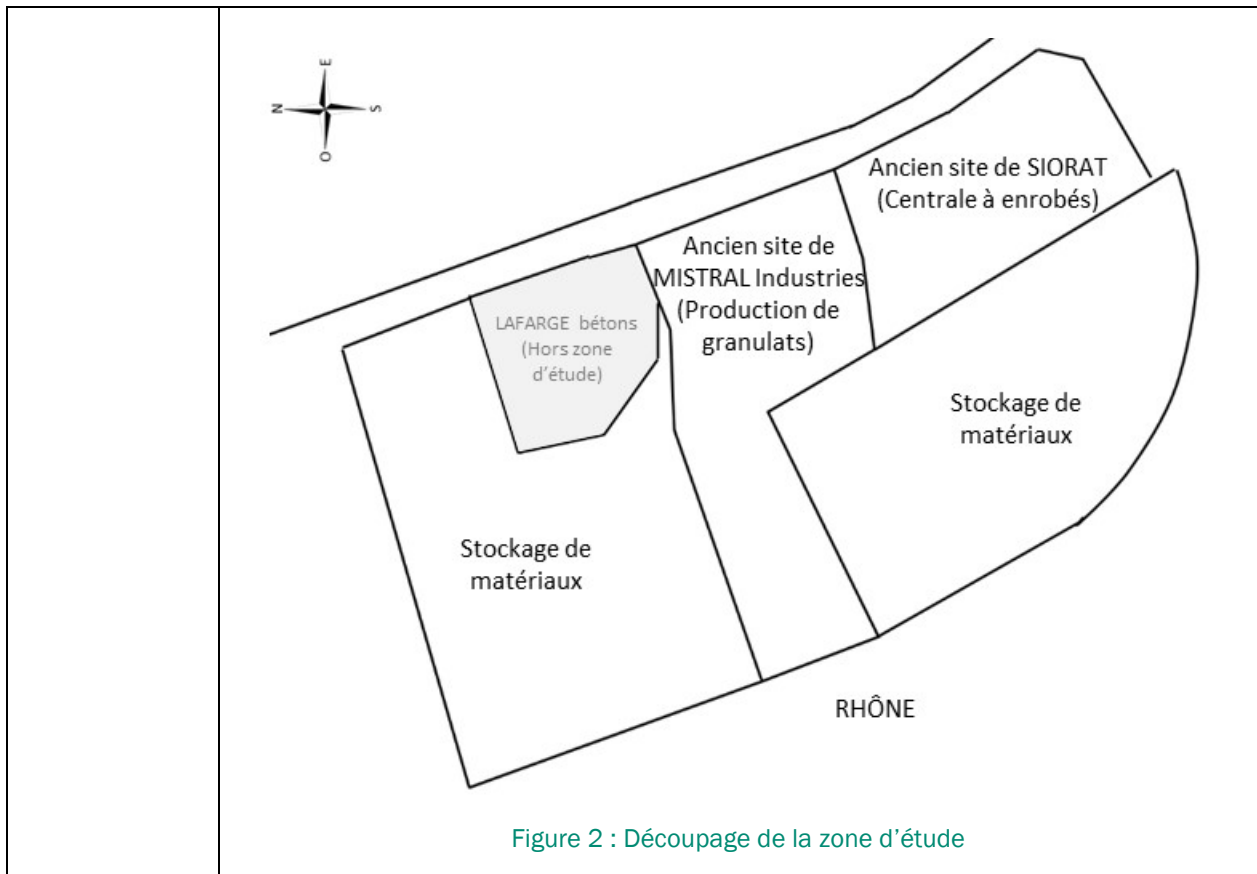 E
N
S
O
Ancien site de SIORAT
(Centrale à enrobés)
Ancien site de
MISTRAL Industries
(Production de
granulats)
LAFARGE bétons
(Hors zone
d'étude)
Stockage de
matériaux
Stockage de
matériaux
RHÔNE
Figure 2 : Découpage de la zone d'étude